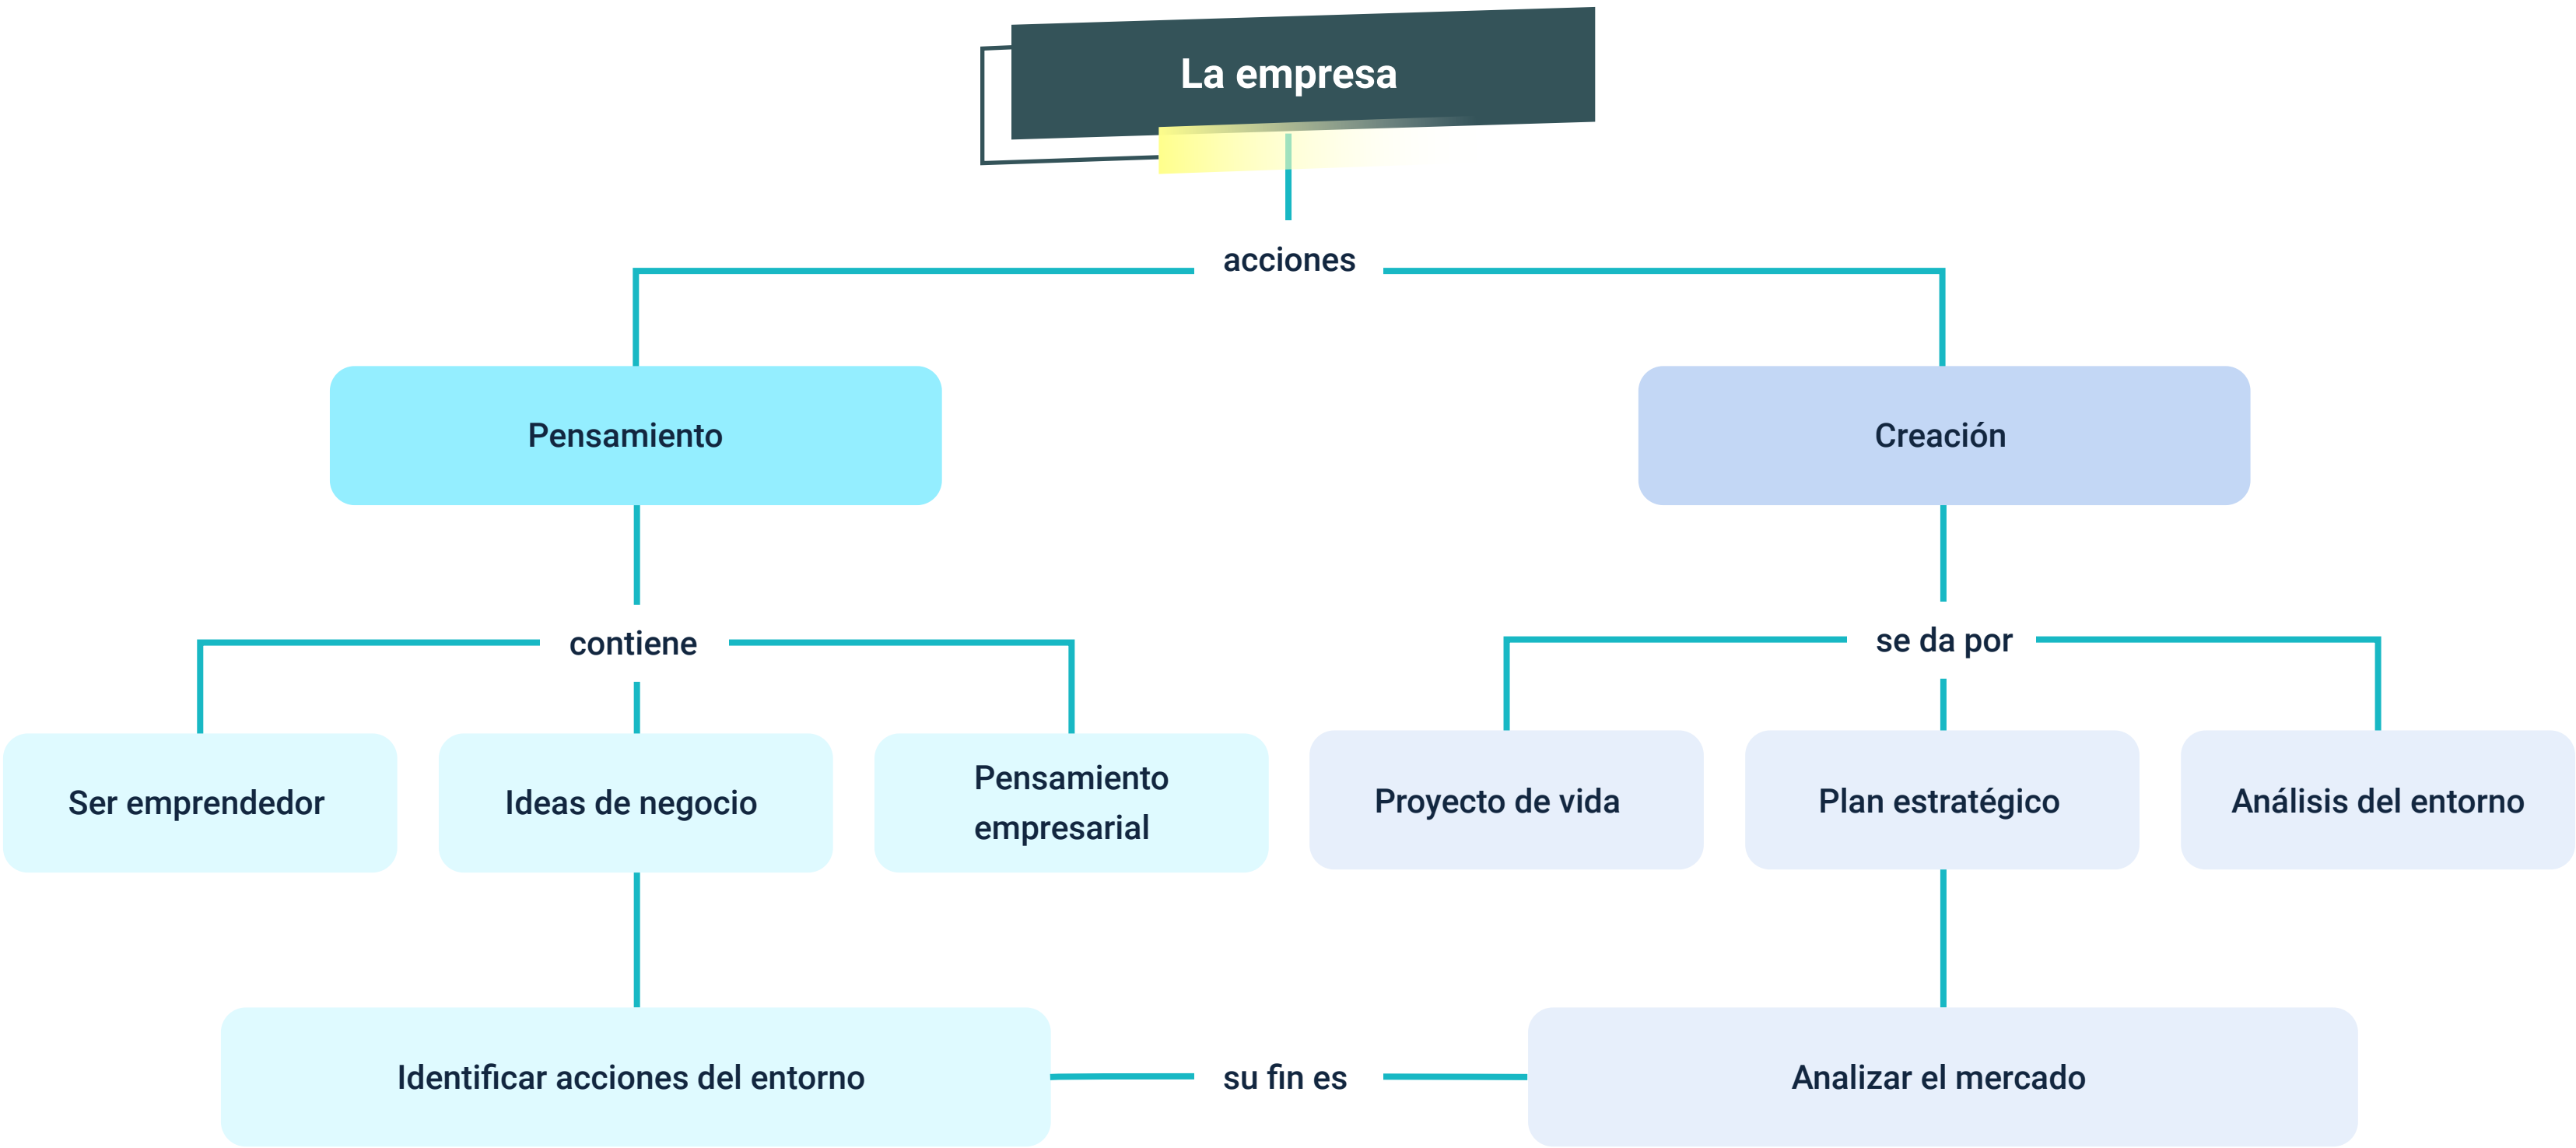 La empresa
acciones
Pensamiento
Creación
contiene
se da por
Ser emprendedor
Ideas de negocio
Pensamiento
empresarial
Proyecto de vida
Plan estratégico
Análisis del entorno
Identificar acciones del entorno
su fin es
Analizar el mercado